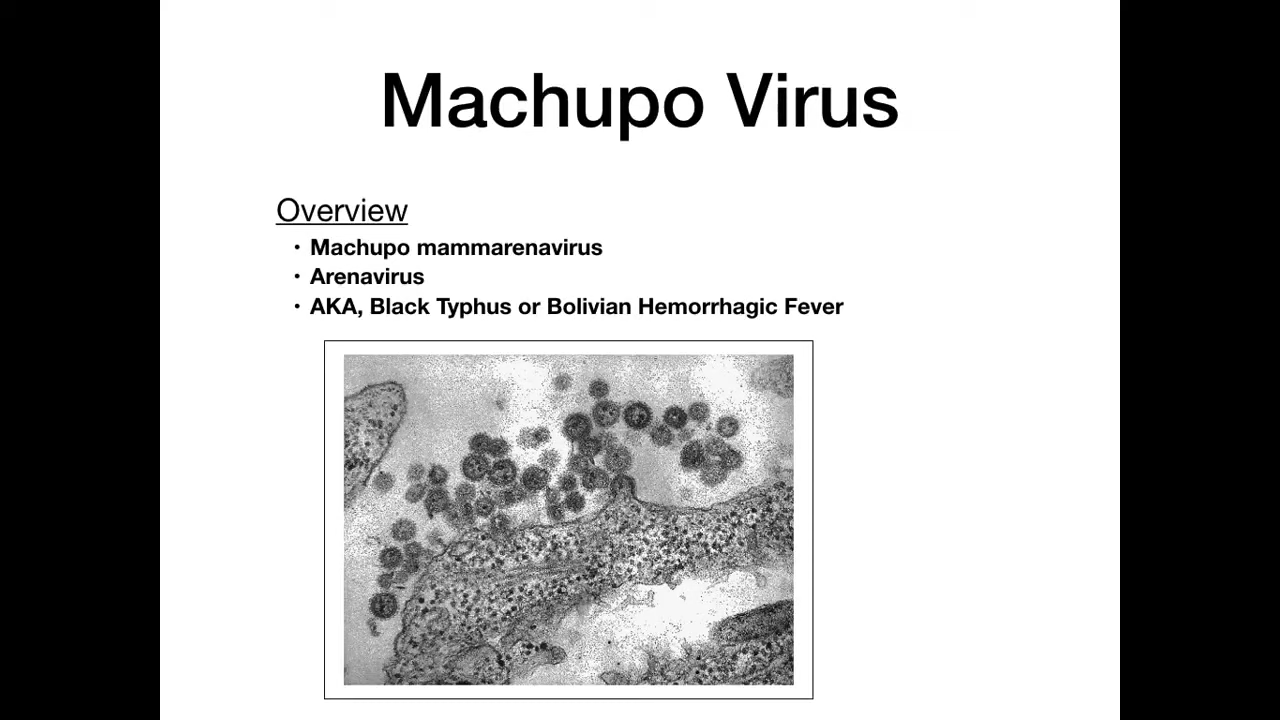 Machupo Virus
Overview
• Machupo mammarenavirus
• Arenavirus
• AKA, Black Typhus or Bolivian Hemorrhagic Fever